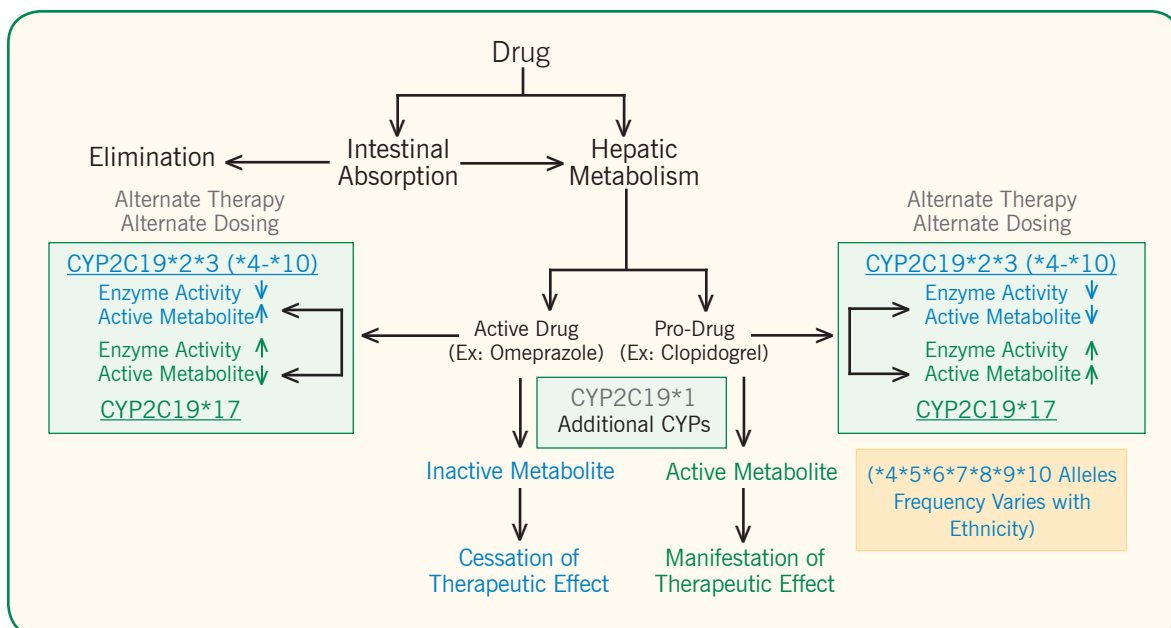 Drug
Elimination
Intestinal
Absorption
Hepatic
Metabolism
Alternate Therapy
Alternate Dosing
CYP2C19*2*3 (*4-*10)
Enzyme Activity ↓
Active Metabolite ↑
Enzyme Activity ↑
Active Metabolite ↓
CYP2C19*17
Active Drug
(Ex: Omeprazole)
Pro-Drug
(Ex: Clopidogrel)
Alternate Therapy
Alternate Dosing
CYP2C19*2*3 (*4-*10)
Enzyme Activity ↓
Active Metabolite ↓
Enzyme Activity ↑
Active Metabolite ↑
CYP2C19*17
CYP2C19*1
Additional CYPs
Inactive Metabolite
Active Metabolite
Cessation of
Therapeutic Effect
Manifestation of
Therapeutic Effect
(*4*5*6*7*8*9*10 Alleles
Frequency Varies with
Ethnicity)